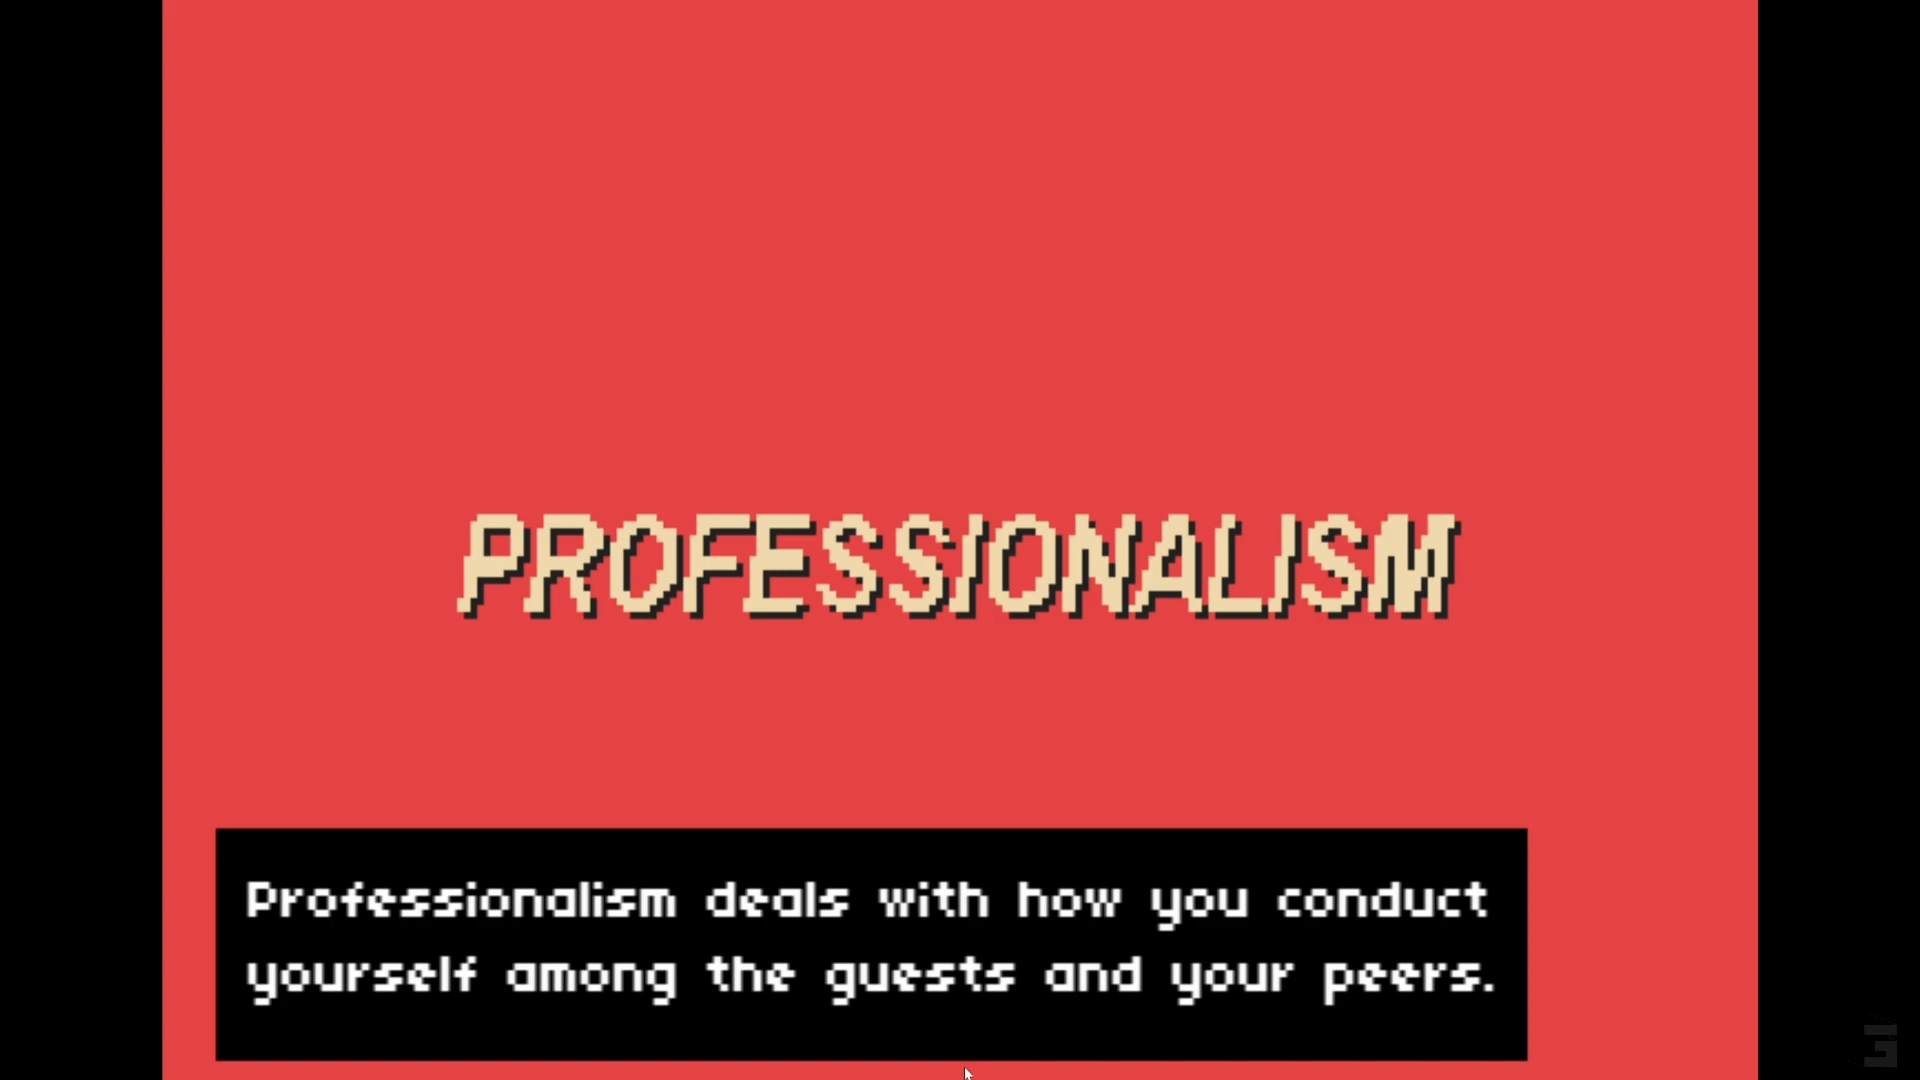 PROFESSIONALISM
Professionalism deals with how you conduct
yourself among the guests and your peers.